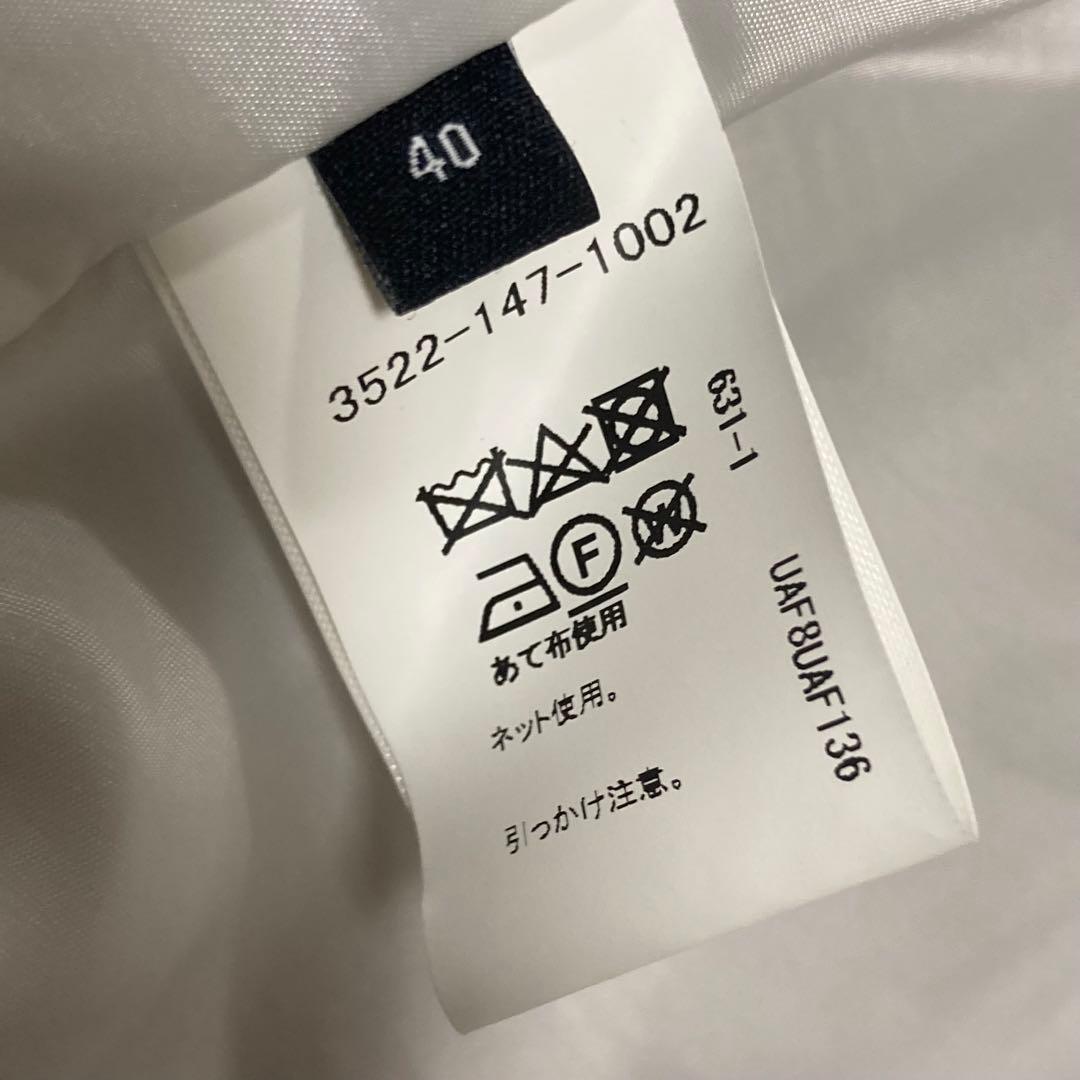 40
3522-147-1002
631-1
F
W
あて布使用
ネット使用。
引っかけ注意。
UAF8UAF136